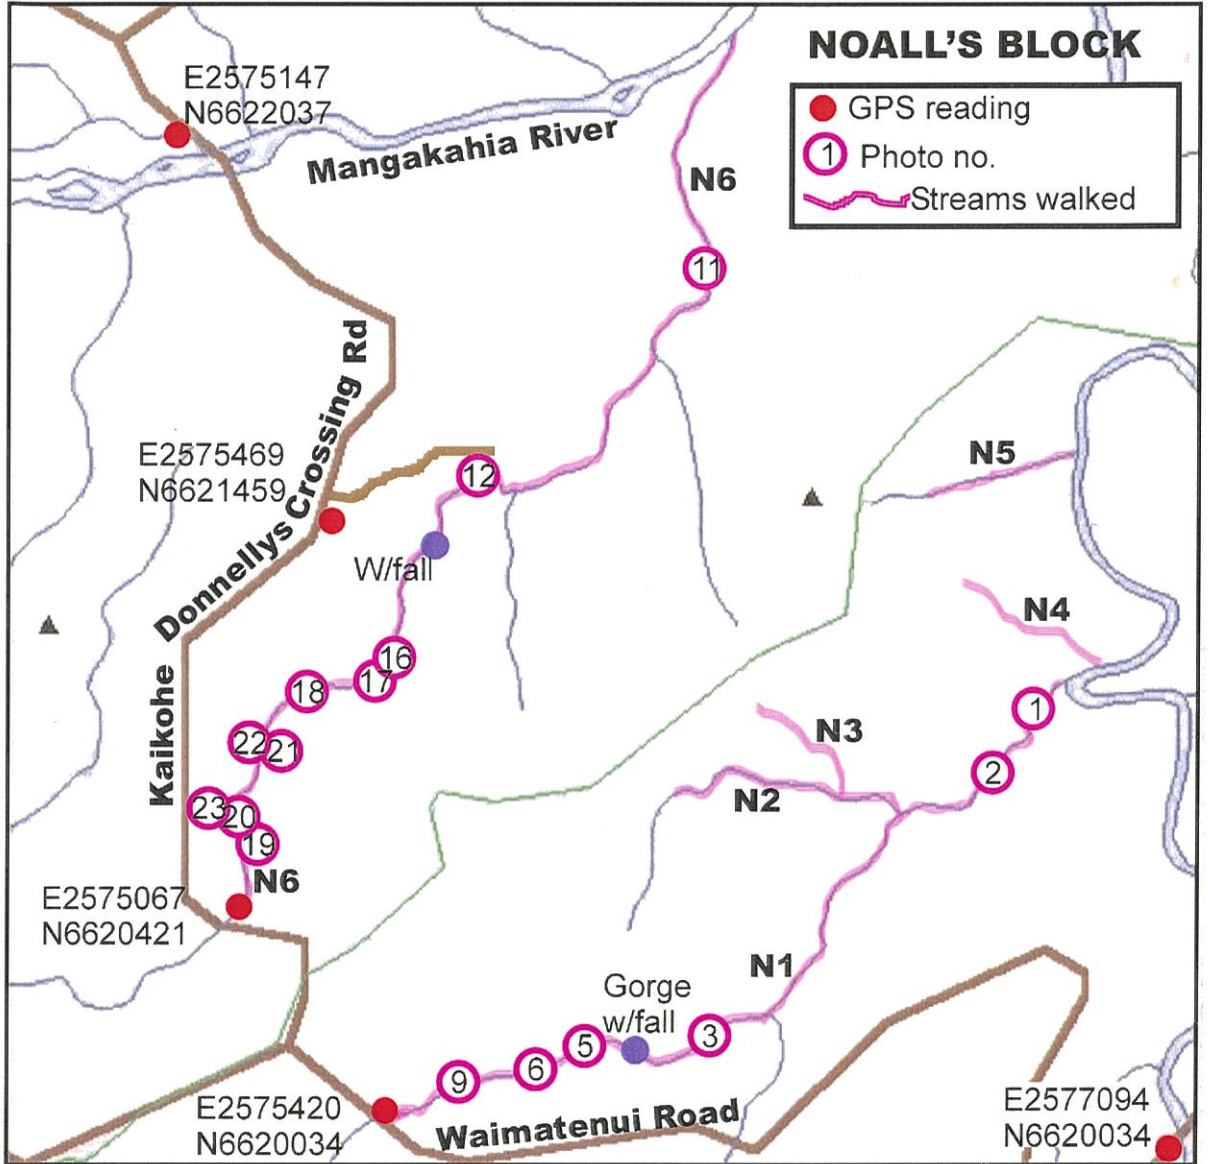 NOALL'S BLOCK
GPS reading
1 Photo no.
Streams walked
E2575147
N6622037
Mangakahia River
N6
11
Kaikohe Donnellys Crossing Rd
E2575469
N6621459
12
W/fall
N5
N4
16
17
18
1
22
21
N3
2
N2
23
20
19
N6
E2575067
N6620421
N1
Gorge
w/fall
3
5
6
9
E2575420
N6620034
Waimatenui Road
E2577094
N6620034